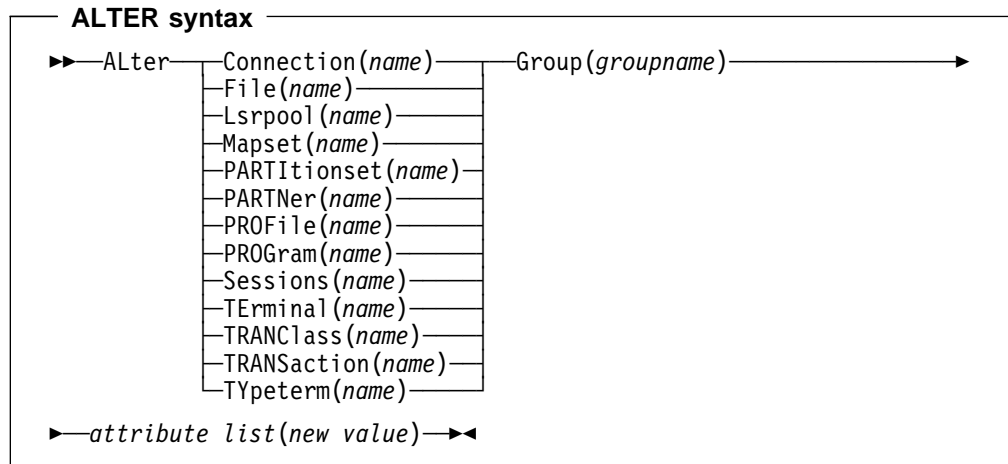 ALTER syntax
ALter Connection(name) Group(groupname)
File(name)
Lsrpool(name)
Mapset(name)
PARTItionset(name)
PARTNer(name)
PROFile(name)
PROGram(name)
Sessions(name)
TErminal(name)
TRANClass(name)
TRANSaction(name)
TYpeterm(name)
attribute list(new value)